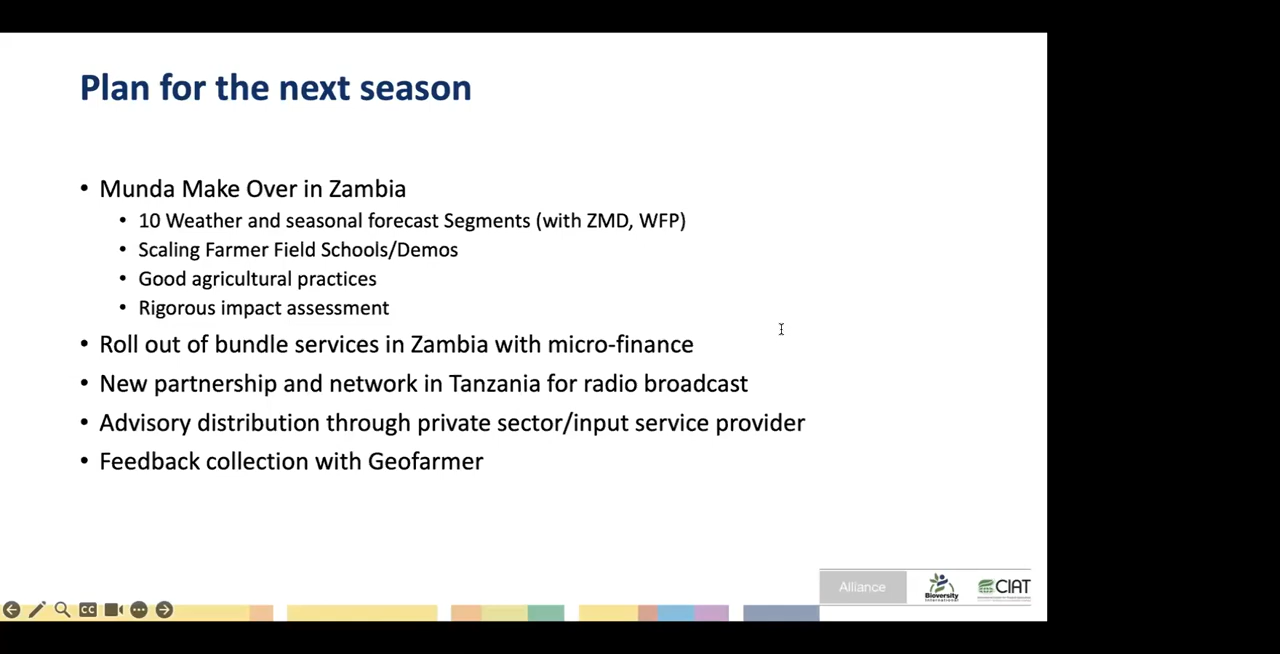 Plan for the next season
• Munda Make Over in Zambia
• 10 Weather and seasonal forecast Segments (with ZMD, WFP)
• Scaling Farmer Field Schools/Demos
• Good agricultural practices
• Rigorous impact assessment
• Roll out of bundle services in Zambia with micro-finance
• New partnership and network in Tanzania for radio broadcast
• Advisory distribution through private sector/input service provider
• Feedback collection with Geofarmer
Alliance
Bioversity
International
CIAT
CC